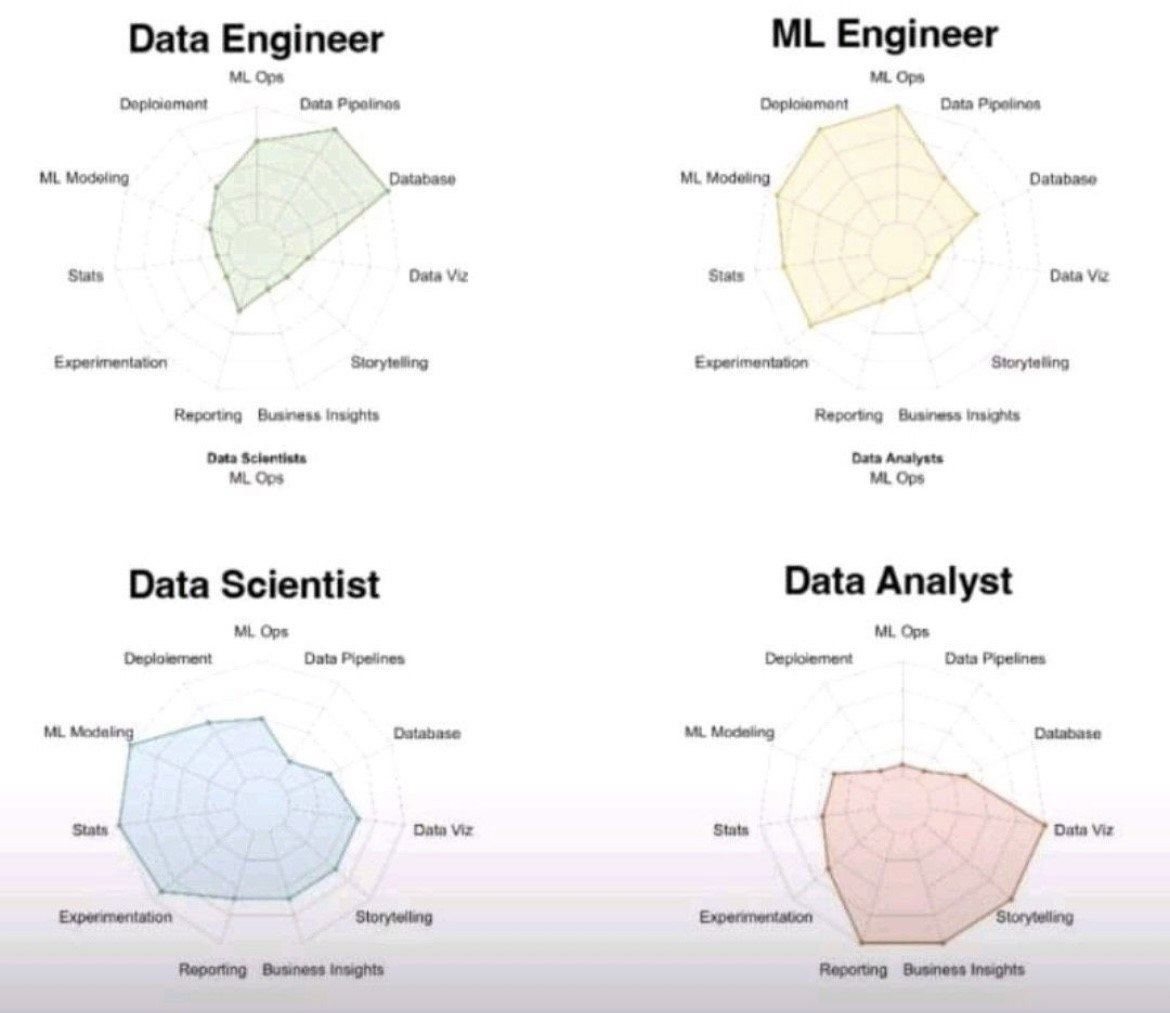 Data Engineer
ML Engineer
ML Ops
ML Ops
Deploiement
Data Pipelines
Deploiement
Data Pipelines
ML Modeling
Database
ML Modeling
Database
Stats
Data Viz
Stats
Data Viz
Experimentation
Storytelling
Experimentation
Storytelling
Reporting
Business Insights
Reporting
Business Insights
Data Scientists
Data Analysts
ML Ops
ML Ops
Data Scientist
Data Analyst
ML Ops
ML Ops
Deploiement
Data Pipelines
Deploiement
Data Pipelines
ML Modeling
Database
ML Modeling
Database
Stats
Data Viz
Stats
Data Viz
Experimentation
Storytelling
Experimentation
Storytelling
Reporting
Business Insights
Reporting
Business Insights